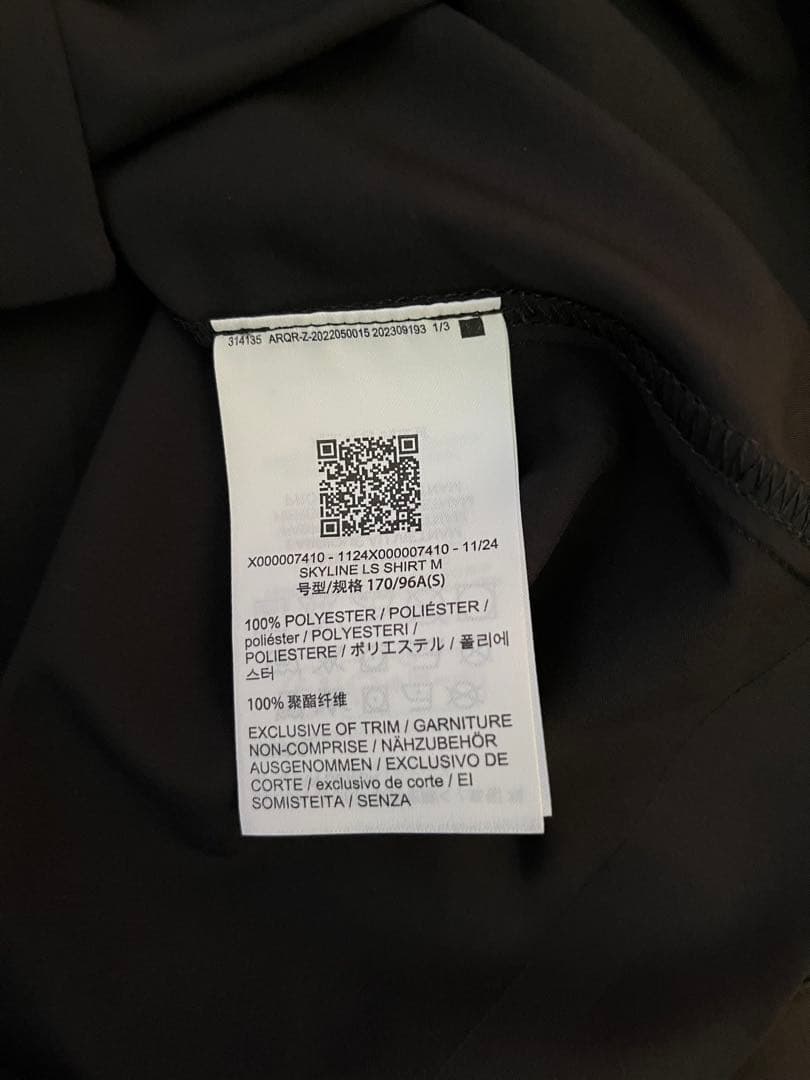 314135 ARQR-Z-2022050015 202309193 1/3
X000007410 - 1124X000007410 - 11/24
SKYLINE LS SHIRT M
号型/规格 170/96A(S)
100% POLYESTER / POLIÉSTER /
poliéster / POLYESTERI /
POLIESTERE / ポリエステル / 폴리에
스터
100% 聚酯纤维
EXCLUSIVE OF TRIM / GARNITURE
NON-COMPRISE / NÄHZUBEHÖR
AUSGENOMMEN / EXCLUSIVO DE
CORTE / exclusivo de corte / EI
SOMISTEITA / SENZA